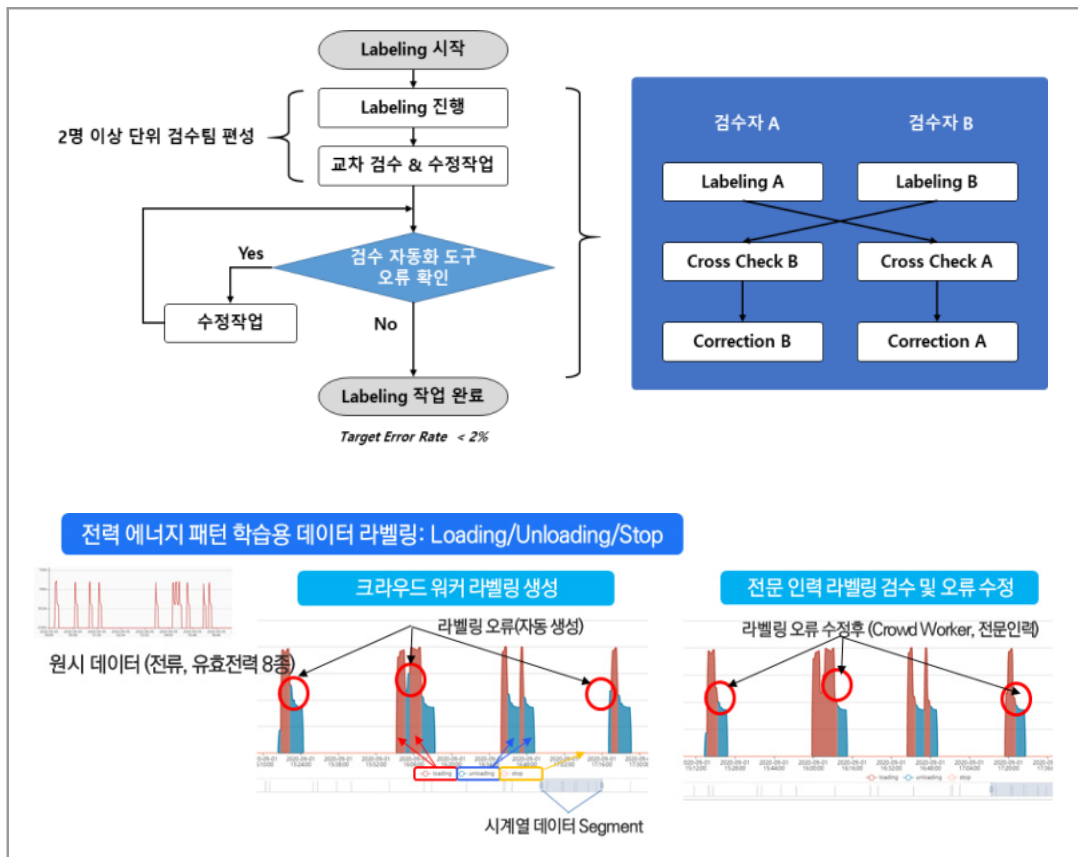 Labeling 시작
Labeling 진행
2명 이상 단위 검수팀 편성
교차 검수 & 수정작업
Yes
검수 자동화 도구
오류 확인
수정작업
No
Labeling 작업 완료
Target Error Rate < 2%
검수자 A
검수자 B
Labeling A
Labeling B
Cross Check B
Cross Check A
Correction B
Correction A
전력 에너지 패턴 학습용 데이터 라벨링: Loading/Unloading/Stop
원시 데이터 (전류, 유효전력 8종)
크라우드 워커 라벨링 생성
라벨링 오류(자동 생성)
loading
unloading
stop
시계열 데이터 Segment
전문 인력 라벨링 검수 및 오류 수정
라벨링 오류 수정후 (Crowd Worker, 전문인력)
loading
unloading
stop